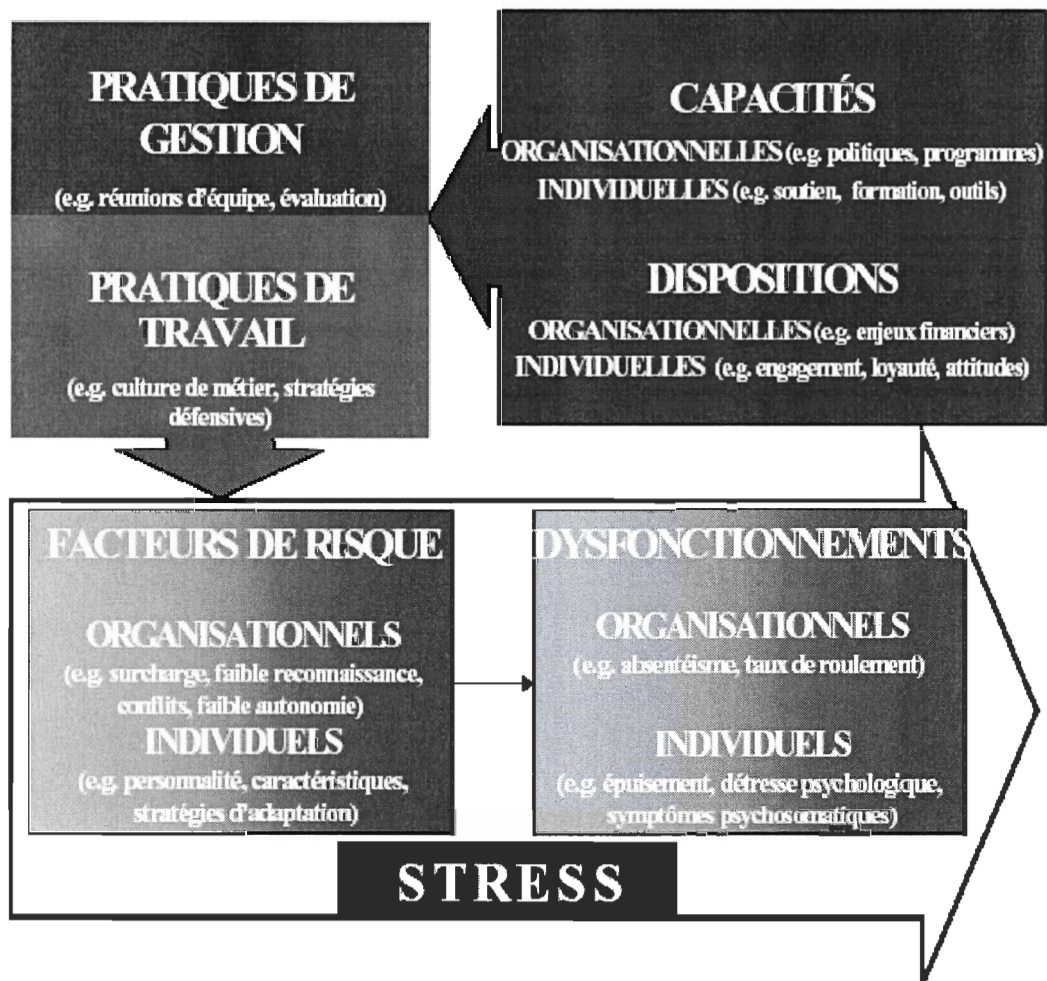 PRATIQUES DE
GESTION
(e.g. réunions d'équipe, évaluation)
PRATIQUES DE
TRAVAIL
(e.g. culture de métier, stratégies
défensives)
CAPACITÉS
ORGANISATIONNELLES (e.g. politiques, programmes)
INDIVIDUELLES (e.g. soutien, formation, outils)
DISPOSITIONS
ORGANISATIONNELLES (e.g. enjeux financiers)
INDIVIDUELLES (e.g. engagement, loyauté, attitudes)
FACTEURS DE RISQUE
ORGANISATIONNELS
(e.g. surcharge, faible reconnaissance,
conflits, faible autonomie)
INDIVIDUELS
(e.g. personnalité, caractéristiques,
stratégies d'adaptation)
DYSFONCTIONNEMENTS
ORGANISATIONNELS
(e.g. absentéisme, taux de roulement)
INDIVIDUELS
(e.g. épuisement, détresse psychologique,
symptômes psychosomatiques)
STRESS